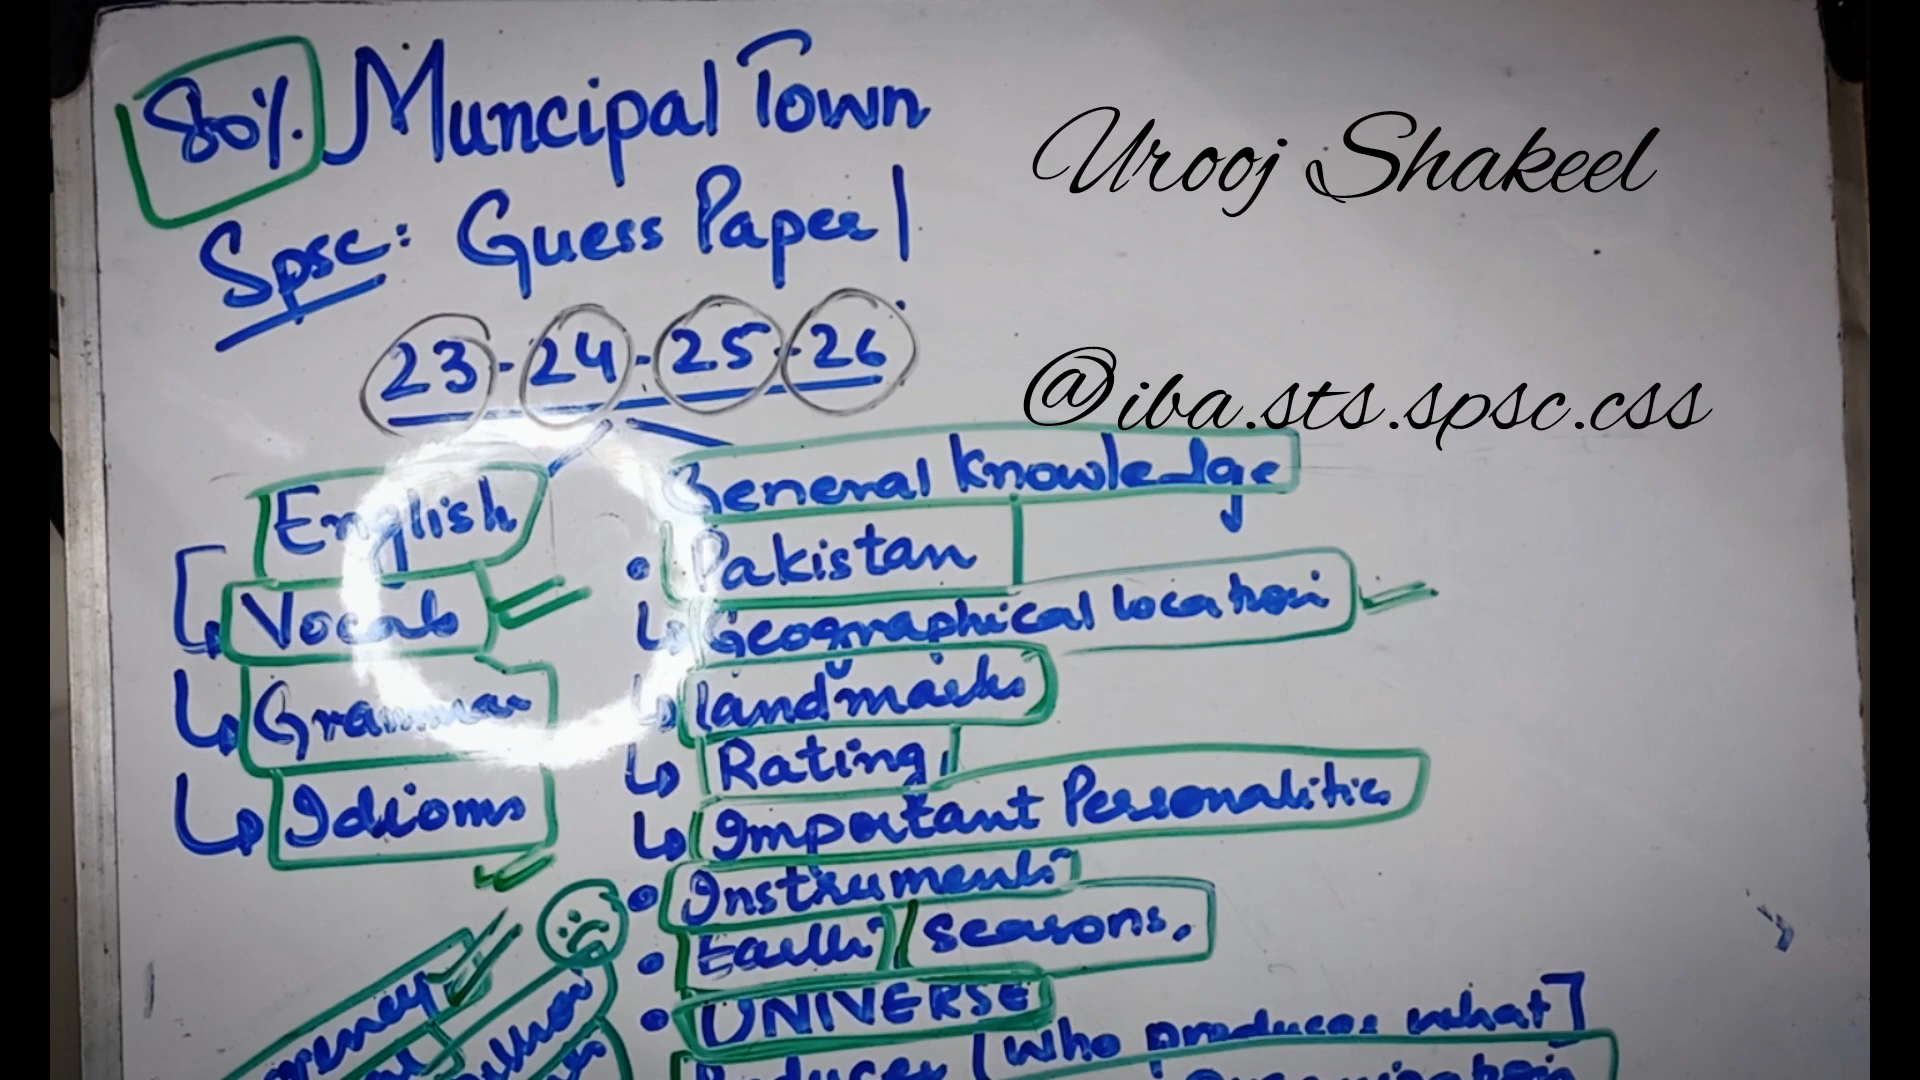 80% Muncipal Town
Spsc: Guess Paper
23-24-25-26
Urooj Shakeel
@iba.sts.spsc.css
English
Vocab
Grammar
Idioms
General Knowledge
Pakistan
Geographical location
landmarks
Rating,
Important Personalities
Instruments
Earth / seasons.
UNIVERSE
(Who produces what]